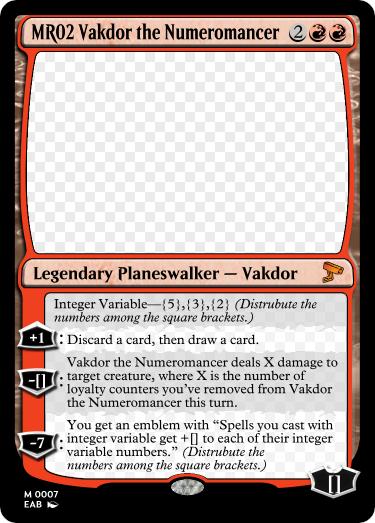 MR02 Vakdor the Numeromancer 2
Legendary Planeswalker — Vakdor
Integer Variable—{5},{3},{2} (Distrubute the
numbers among the square brackets.)
+1: Discard a card, then draw a card.
Vakdor the Numeromancer deals X damage to
-[]: target creature, where X is the number of
loyalty counters you've removed from Vakdor
the Numeromancer this turn.
You get an emblem with “Spells you cast with
-7: integer variable get +[] to each of their integer
variable numbers.” (Distribute the
numbers among the square brackets.)
[]
M 0007
EAB